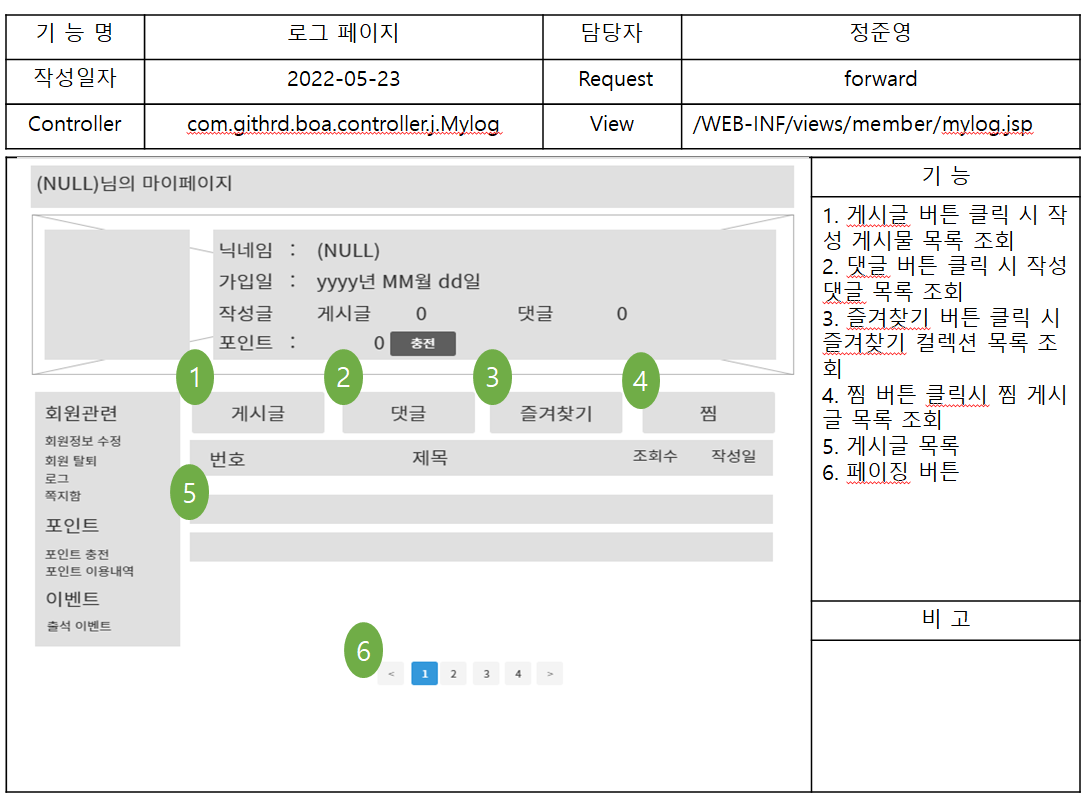 기 능 명 로그 페이지 담당자 정준영
작성일자 2022-05-23 Request forward
Controller com.githrd.boa.controller.j.Mylog View /WEB-INF/views/member/mylog.jsp
(NULL)님의 마이페이지
닉네임 : (NULL)
가입일 : yyyy년 MM월 dd일
작성글 게시글 0 댓글 0
포인트 : 0 충전
1 2 3 4
게시글 댓글 즐겨찾기 찜
회원관련
회원정보 수정
회원 탈퇴
로그
쪽지함
포인트
포인트 충전
포인트 이용내역
이벤트
출석 이벤트
번호 제목 조회수 작성일
5
6
< 1 2 3 4 >
기 능
1. 게시글 버튼 클릭 시 작
성 게시물 목록 조회
2. 댓글 버튼 클릭 시 작성
댓글 목록 조회
3. 즐겨찾기 버튼 클릭 시
즐겨찾기 컬렉션 목록 조
회
4. 찜 버튼 클릭시 찜 게시
글 목록 조회
5. 게시글 목록
6. 페이징 버튼
비 고